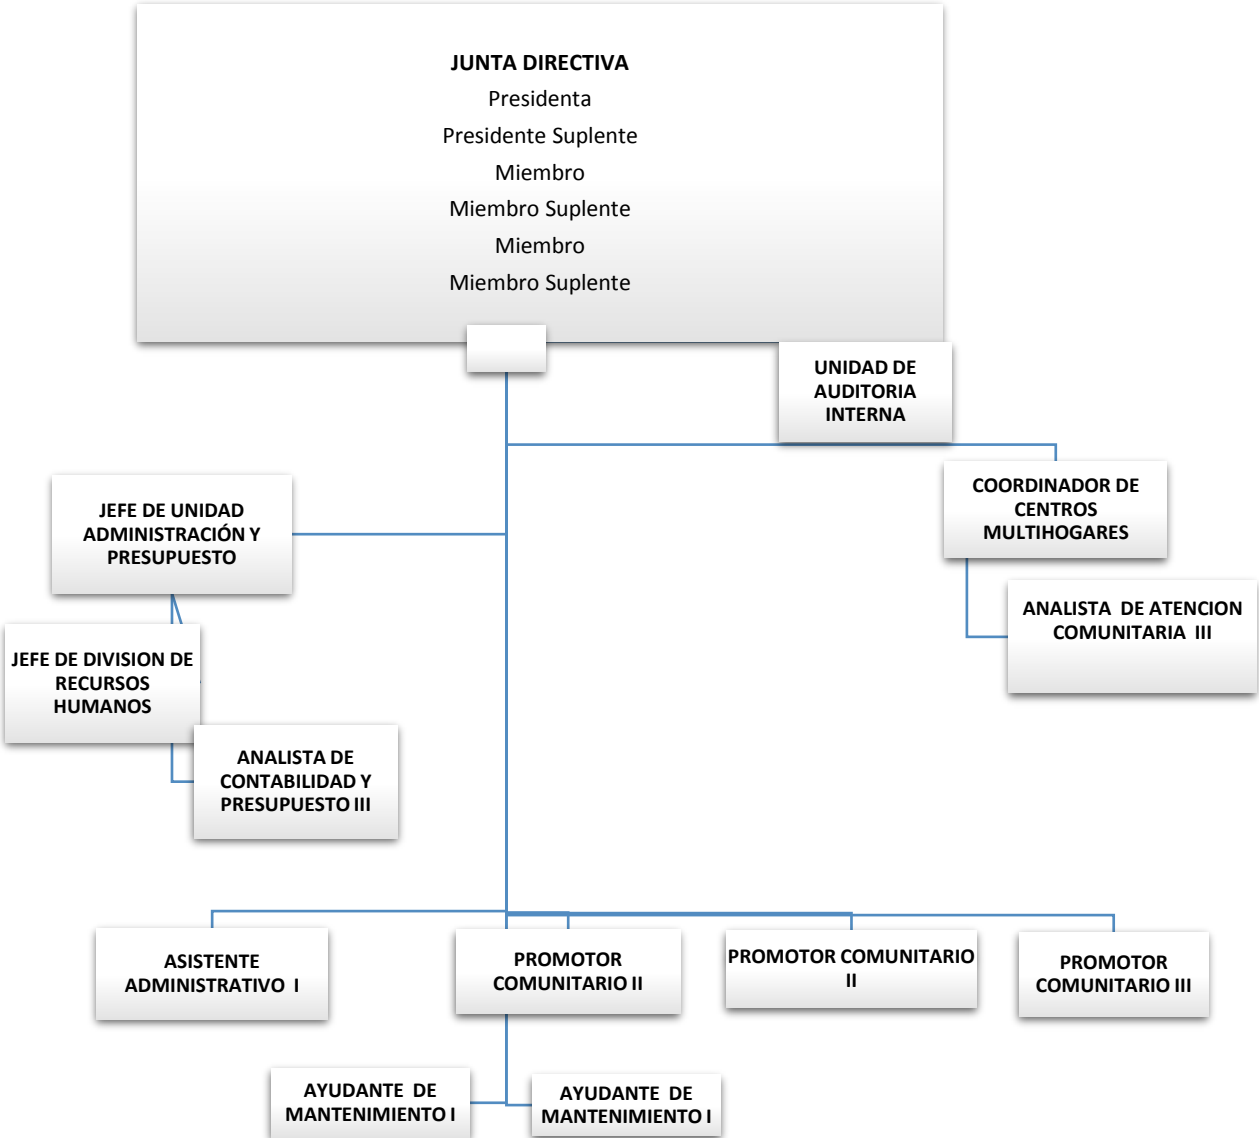 JUNTA DIRECTIVA
Presidenta
Presidente Suplente
Miembro
Miembro Suplente
Miembro
Miembro Suplente
UNIDAD DE
AUDITORIA
INTERNA
COORDINADOR DE
CENTROS
MULTIHOGARES
JEFE DE UNIDAD
ADMINISTRACIÓN Y
PRESUPUESTO
ANALISTA DE ATENCION
COMUNITARIA III
JEFE DE DIVISION DE
RECURSOS
HUMANOS
ANALISTA DE
CONTABILIDAD Y
PRESUPUESTO III
ASISTENTE
ADMINISTRATIVO I
PROMOTOR
COMUNITARIO II
PROMOTOR COMUNITARIO
II
PROMOTOR
COMUNITARIO III
AYUDANTE DE
MANTENIMIENTO I
AYUDANTE DE
MANTENIMIENTO I